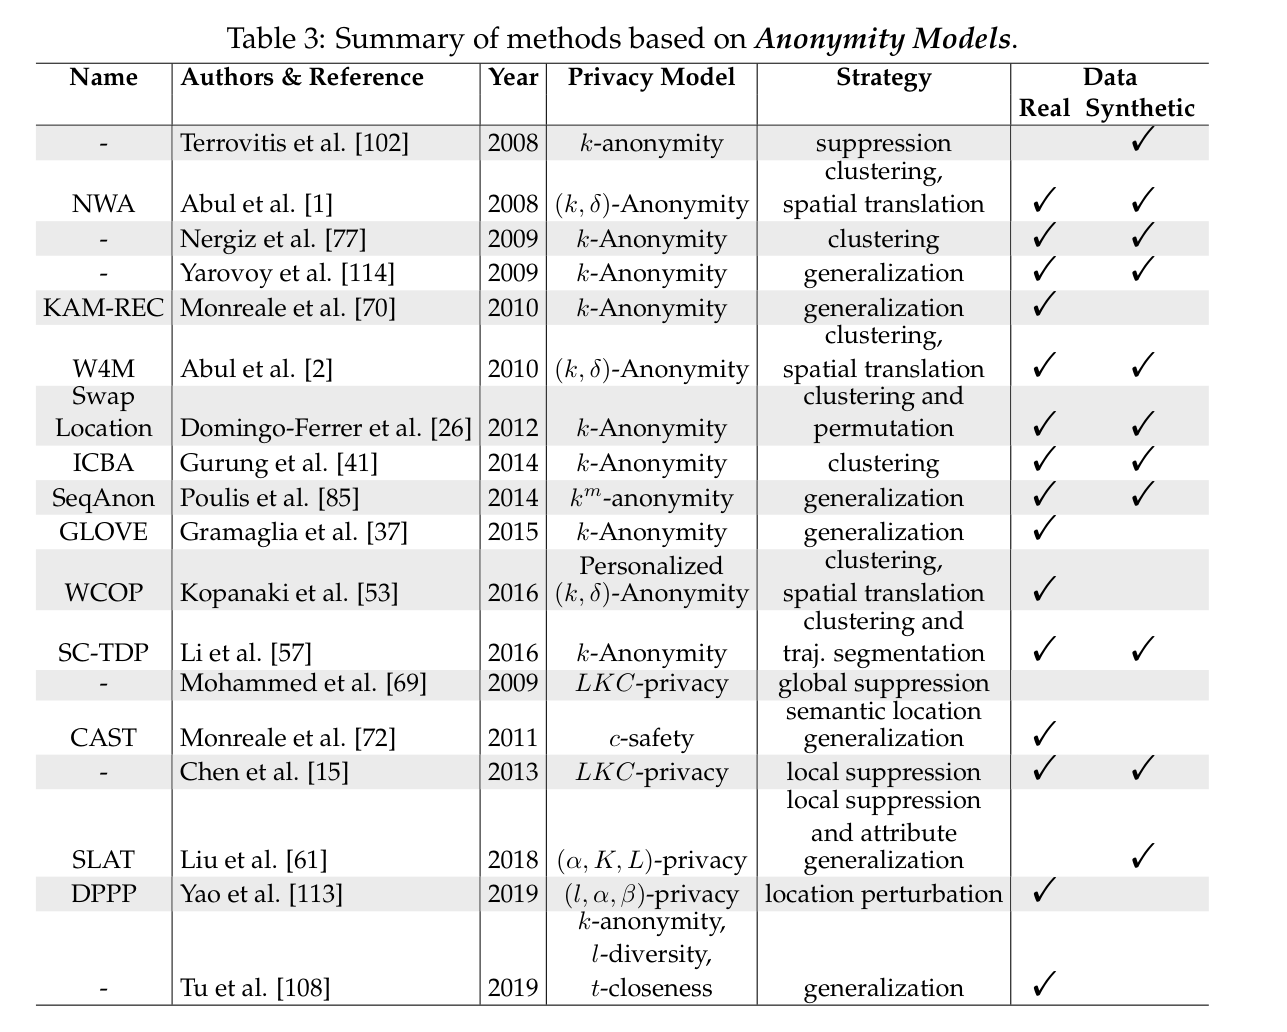 Table 3: Summary of methods based on Anonymity Models.
Name Authors & Reference Year Privacy Model Strategy Data
Real Synthetic
- Terrovitis et al. [102] 2008 k-anonymity suppression ✓
clustering,
NWA Abul et al. [1] 2008 (k, δ)-Anonymity spatial translation ✓ ✓
- Nergiz et al. [77] 2009 k-Anonymity clustering ✓ ✓
- Yarovoy et al. [114] 2009 k-Anonymity generalization ✓ ✓
KAM-REC Monreale et al. [70] 2010 k-Anonymity generalization ✓
clustering,
W4M Abul et al. [2] 2010 (k, δ)-Anonymity spatial translation ✓ ✓
Swap clustering and
Location Domingo-Ferrer et al. [26] 2012 k-Anonymity permutation ✓ ✓
ICBA Gurung et al. [41] 2014 k-Anonymity clustering ✓ ✓
SeqAnon Poulis et al. [85] 2014 kᵐ-anonymity generalization ✓ ✓
GLOVE Gramaglia et al. [37] 2015 k-Anonymity generalization ✓
Personalized clustering,
WCOP Kopanaki et al. [53] 2016 (k, δ)-Anonymity spatial translation ✓
clustering and
SC-TDP Li et al. [57] 2016 k-Anonymity traj. segmentation ✓ ✓
- Mohammed et al. [69] 2009 LKC-privacy global suppression
semantic location
CAST Monreale et al. [72] 2011 c-safety generalization ✓
- Chen et al. [15] 2013 LKC-privacy local suppression ✓ ✓
local suppression
and attribute
SLAT Liu et al. [61] 2018 (α, K, L)-privacy generalization ✓
DPPP Yao et al. [113] 2019 (l, α, β)-privacy location perturbation ✓
k-anonymity,
l-diversity,
- Tu et al. [108] 2019 t-closeness generalization ✓